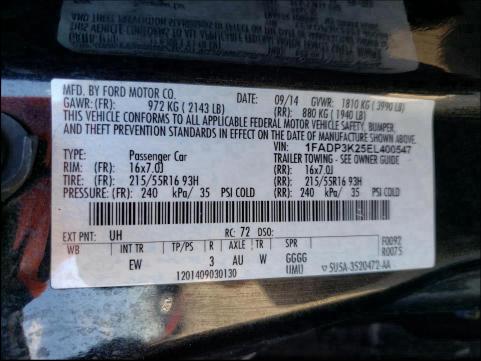 MFD. BY FORD MOTOR CO. DATE: 09/14 GVWR: 1810 KG (3990 LB)
GAWR: (FR): 972 KG (2143 LB) (RR): 880 KG (1940 LB)
THIS VEHICLE CONFORMS TO ALL APPLICABLE FEDERAL MOTOR VEHICLE SAFETY, BUMPER,
AND THEFT PREVENTION STANDARDS IN EFFECT ON THE DATE OF MANUFACTURE SHOWN ABOVE.
VIN: 1FADP3K25EL400547
TYPE: Passenger Car TRAILER TOWING - SEE OWNERS GUIDE
RIM: (FR): 16x7.0J (RR): 16x7.0J
TIRE: (FR): 215/55R16 93H (RR): 215/55R16 93H
PRESSURE: (FR): 240 kPa/ 35 PSI COLD (RR): 240 kPa/ 35 PSI COLD
EXT PNT: UH RC: 72 DSO: F0092
WB INT TR TP/PS R AXLE TR SPR R0075
EW 3 AU W GGGG
1201409030130 (IMI) ▽ SUSA-3520472-AA